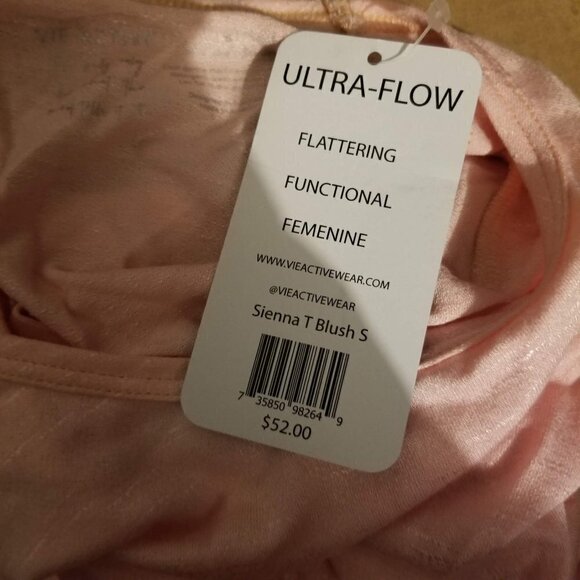 ULTRA-FLOW
FLATTERING
FUNCTIONAL
FEMENINE
WWW.VIEACTIVEWEAR.COM
@VIEACTIVEWEAR
Sienna T Blush S
7 35850 98264 9
$52.00